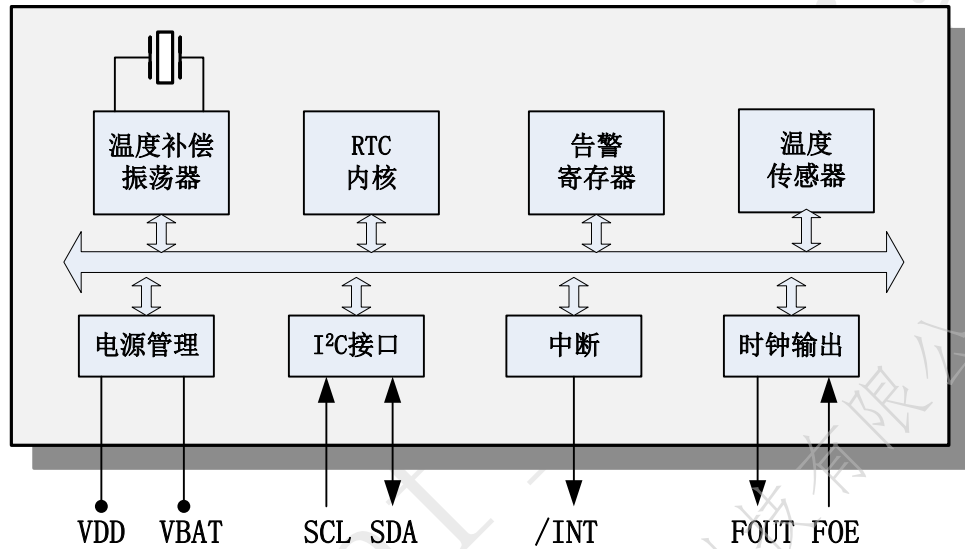 温度补偿
振荡器
RTC
内核
告警
寄存器
温度
传感器
电源管理
I²C接口
中断
时钟输出
VDD VBAT SCL SDA /INT FOUT FOE